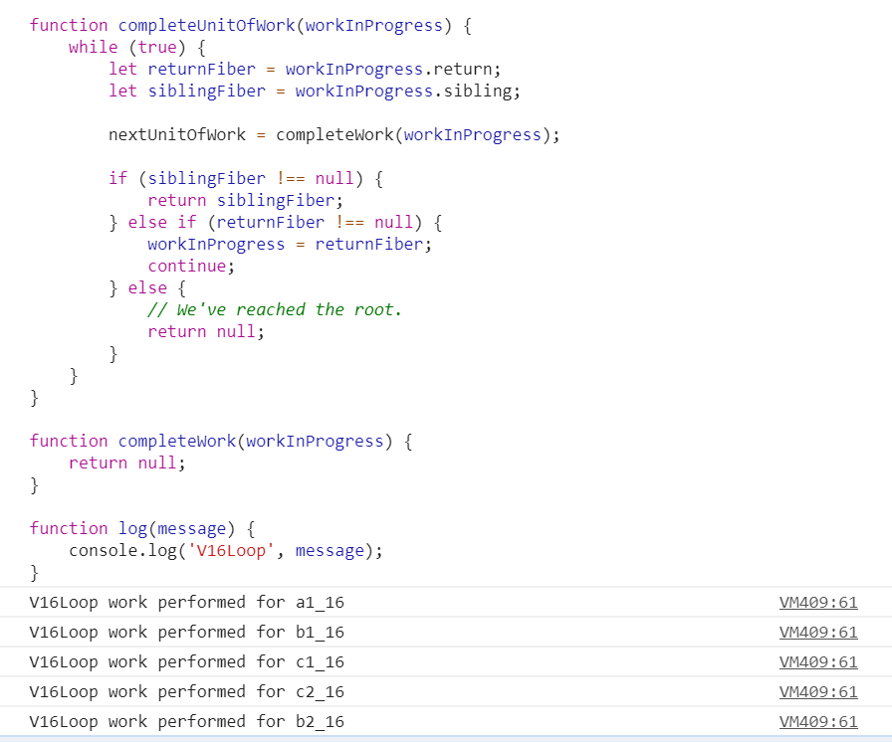 function completeUnitOfWork(workInProgress) {
    while (true) {
        let returnFiber = workInProgress.return;
        let siblingFiber = workInProgress.sibling;

        nextUnitOfWork = completeWork(workInProgress);

        if (siblingFiber !== null) {
            return siblingFiber;
        } else if (returnFiber !== null) {
            workInProgress = returnFiber;
            continue;
        } else {
            // We've reached the root.
            return null;
        }
    }
}

function completeWork(workInProgress) {
    return null;
}

function log(message) {
    console.log('V16Loop', message);
}
V16Loop work performed for a1_16 VM409:61
V16Loop work performed for b1_16 VM409:61
V16Loop work performed for c1_16 VM409:61
V16Loop work performed for c2_16 VM409:61
V16Loop work performed for b2_16 VM409:61